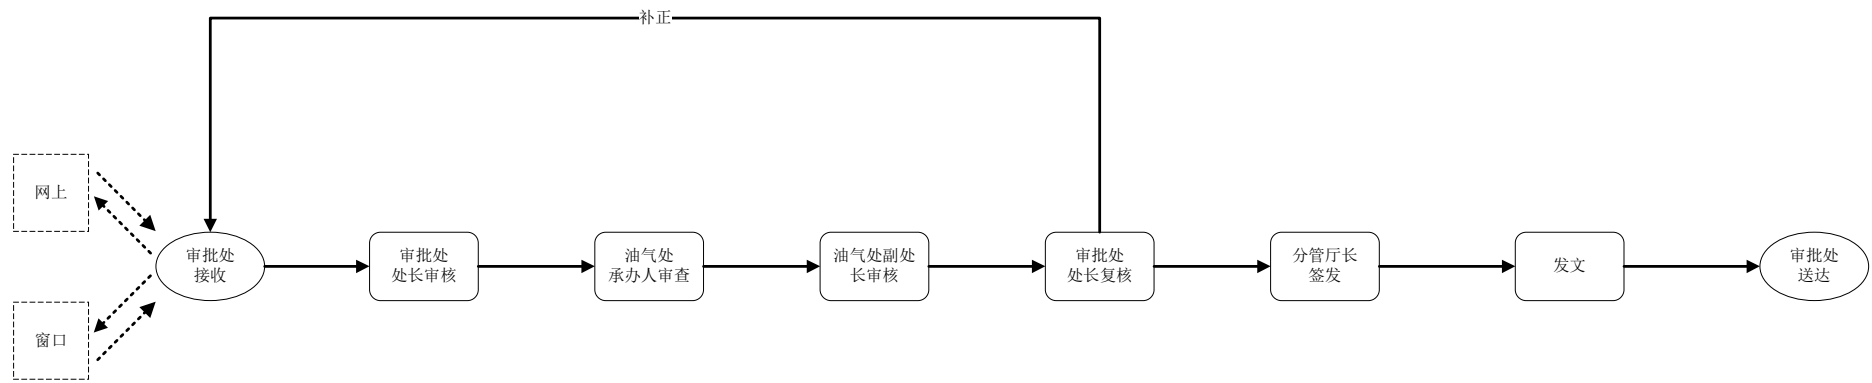 补正
网上
窗口
审批处
接收
审批处
处长审核
油气处
承办人审查
油气处副处
长审核
审批处
处长复核
分管厅长
签发
发文
审批处
送达